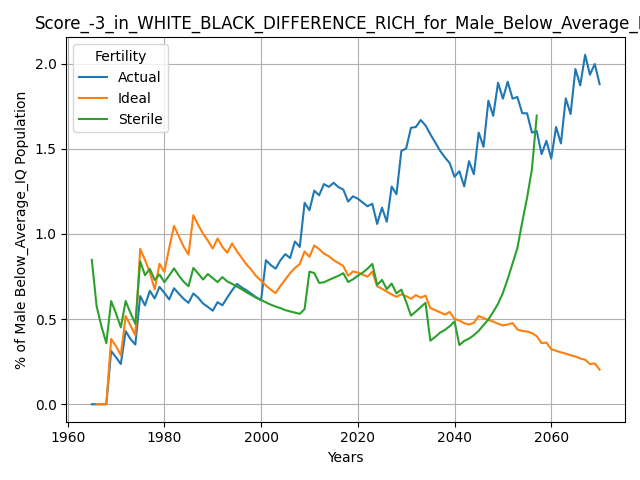 Score_-3_in_WHITE_BLACK_DIFFERENCE_RICH_for_Male_Below_Average_
Fertility
Actual
Ideal
Sterile
% of Male Below_Average_IQ Population
2.0
1.5
1.0
0.5
0.0
1960
1980
2000
2020
2040
2060
Years